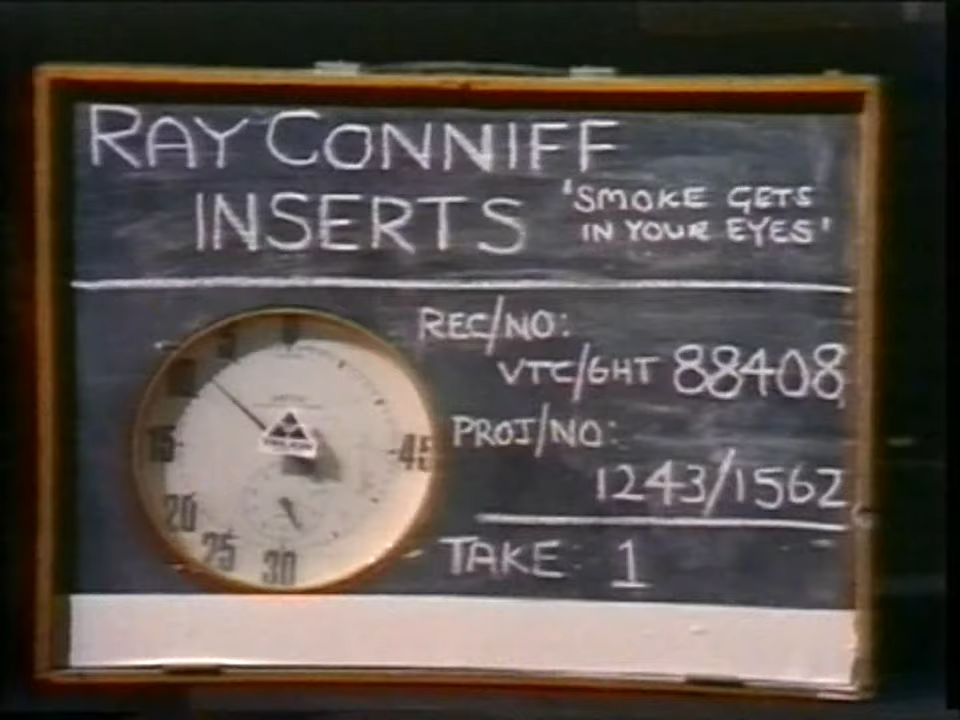 RAY CONNIFF
INSERTS
'SMOKE GETS
IN YOUR EYES'
REC/NO:
VTC/6HT 88408
PROJ/NO:
1243/1562
TAKE: 1
15
20
25
30
45